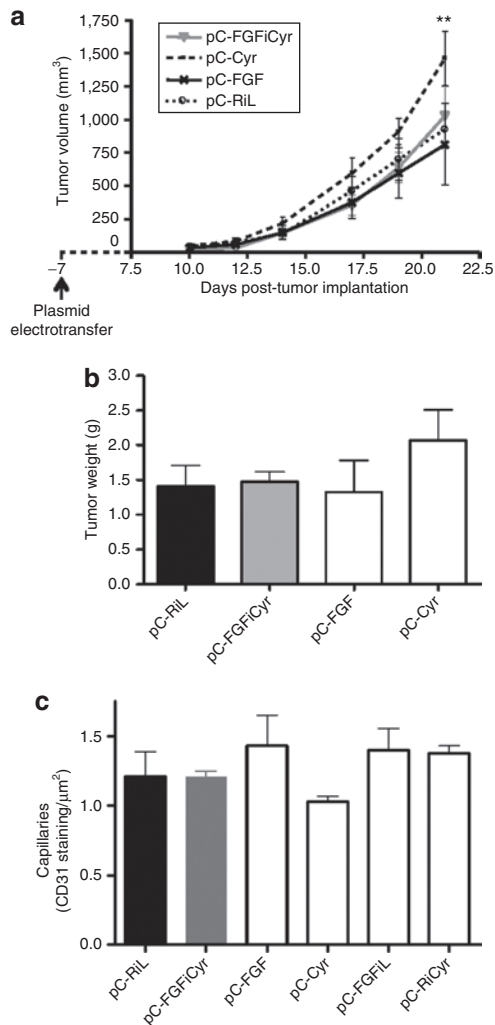 a
**
1,750
1,500
1,250
1,000
750
500
250
0
Tumor volume (mm³)
pC-FGFiCyr
pC-Cyr
pC-FGF
pC-RiL
–7
7.5
10.0
12.5
15.0
17.5
20.0
22.5
Days post-tumor implantation
Plasmid
electrotransfer
b
3.0
2.5
2.0
1.5
1.0
0.5
0.0
Tumor weight (g)
pC-RiL
pC-FGFiCyr
pC-FGF
pC-Cyr
c
1.5
1.0
0.5
0.0
Capillaries
(CD31 staining/μm²)
pC-RiL
pC-FGFiCyr
pC-FGF
pC-Cyr
pC-FGFiL
pC-RiCyr